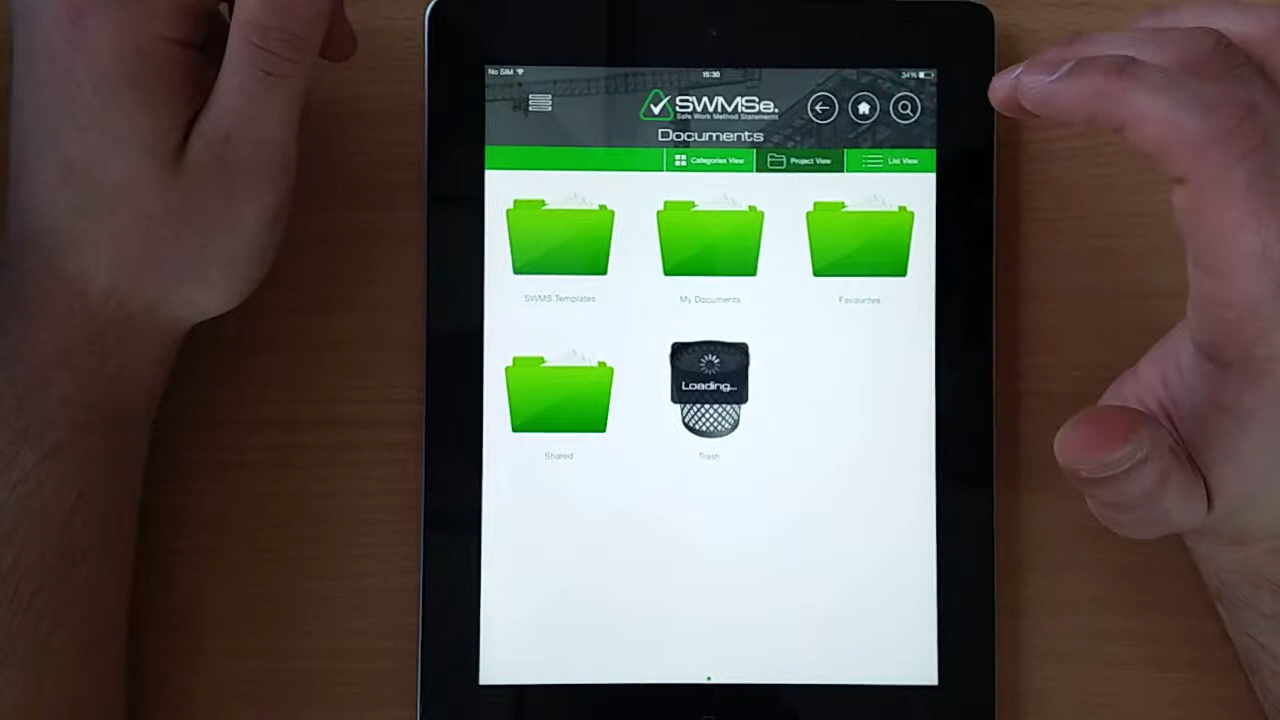 No SIM 15:30 34%
SWMSe.
Safe Work Method Statements
Documents
Categories View Project View List View
SWMS Templates My Documents Favourites
Loading...
Shared Trash